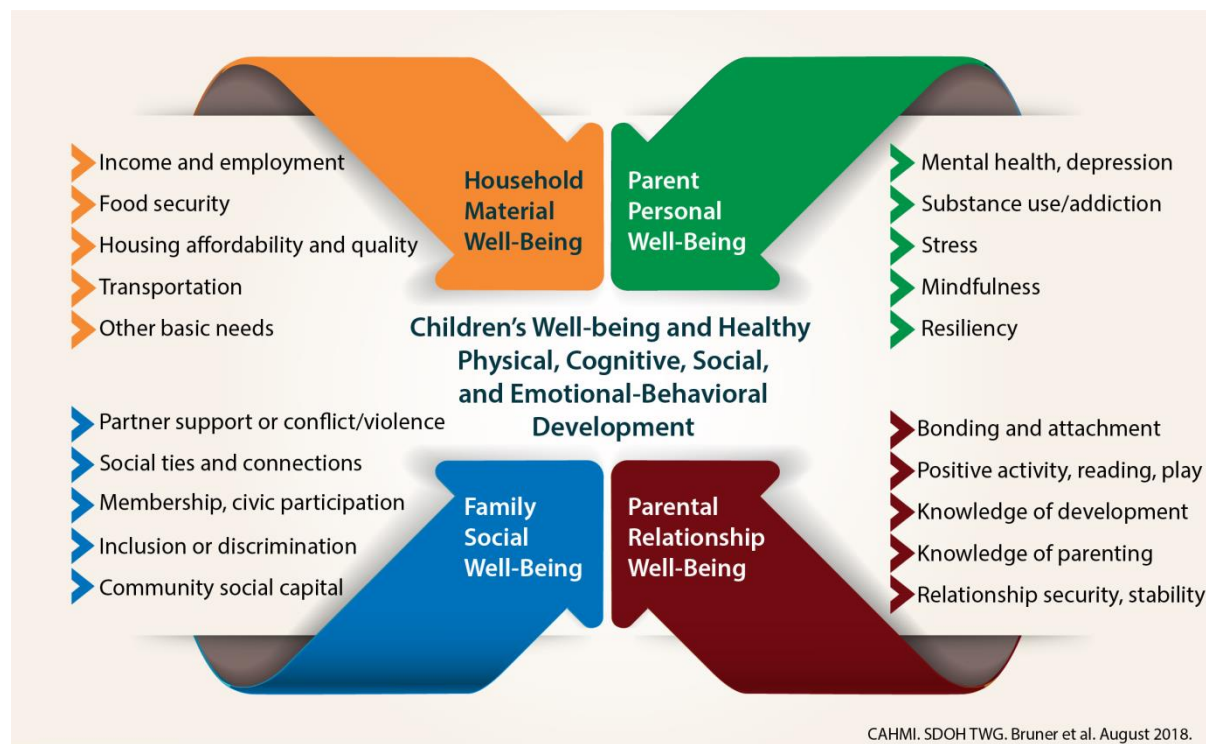 Income and employment
Food security
Housing affordability and quality
Transportation
Other basic needs
Household
Material
Well-Being
Parent
Personal
Well-Being
Mental health, depression
Substance use/addiction
Stress
Mindfulness
Resiliency
Children’s Well-being and Healthy
Physical, Cognitive, Social,
and Emotional-Behavioral
Development
Partner support or conflict/violence
Social ties and connections
Membership, civic participation
Inclusion or discrimination
Community social capital
Family
Social
Well-Being
Parental
Relationship
Well-Being
Bonding and attachment
Positive activity, reading, play
Knowledge of development
Knowledge of parenting
Relationship security, stability
CAHMI. SDOH TWG. Bruner et al. August 2018.